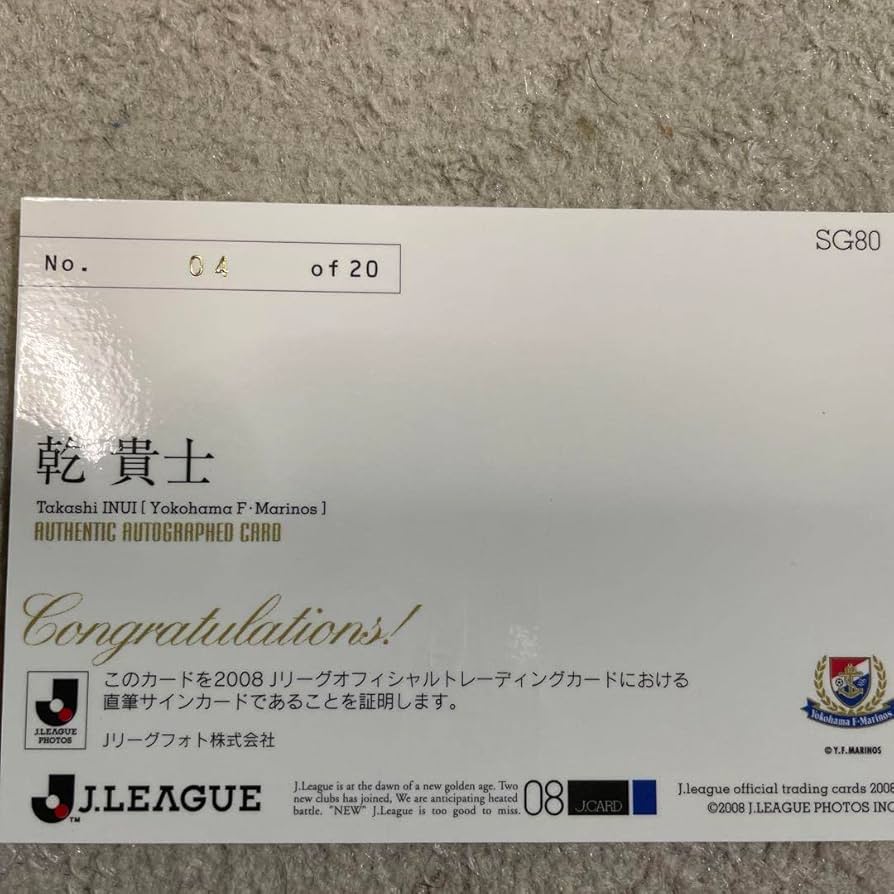 SG80
No. 04 of 20
乾 貴士
Takashi INUI [ Yokohama F·Marinos ]
AUTHENTIC AUTOGRAPHED CARD
Congratulations!
このカードを2008 Jリーグオフィシャルトレーディングカードにおける
直筆サインカードであることを証明します。
Jリーグフォト株式会社
J.LEAGUE
PHOTOS
Yokohama F·Marinos
© Y.F.MARINOS
J.LEAGUE
TM
J.League is at the dawn of a new golden age. Two
new clubs has joined, We are anticipating heated
battle. "NEW" J.League is too good to miss.
08 J.CARD
J.league official trading cards 2008
©2008 J.LEAGUE PHOTOS INC